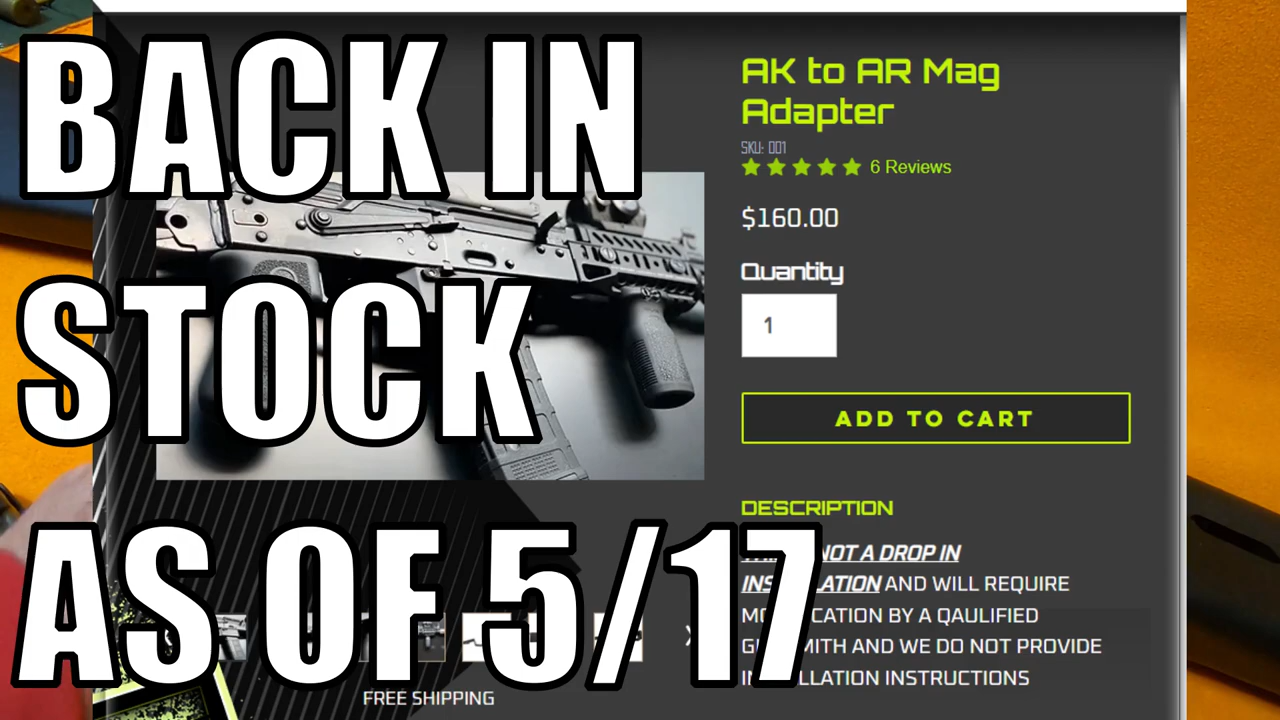 BACK IN
STOCK
AS OF 5/17
AK to AR Mag
Adapter
SKU: 001
6 Reviews
$160.00
Quantity
1
ADD TO CART
DESCRIPTION
NOT A DROP IN
AND WILL REQUIRE
BY A QAULIFIED
AND WE DO NOT PROVIDE
INSTRUCTIONS
FREE SHIPPING